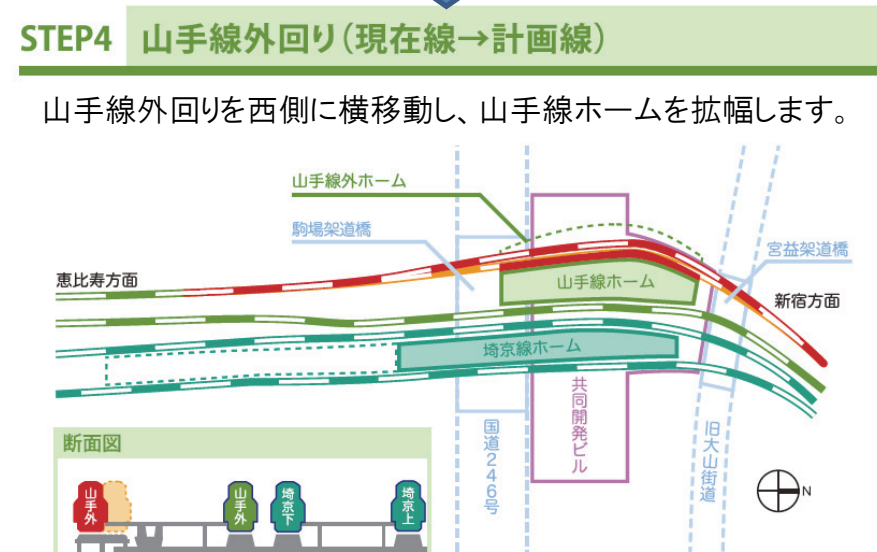 STEP4 山手線外回り（現在線→計画線）
山手線外回りを西側に横移動し、山手線ホームを拡幅します。
山手線外ホーム
駒場架道橋
宮益架道橋
恵比寿方面
山手線ホーム
新宿方面
埼京線ホーム
共同開発ビル
国道246号
旧大山街道
N
断面図
山手外
山手外
埼京下
埼京上